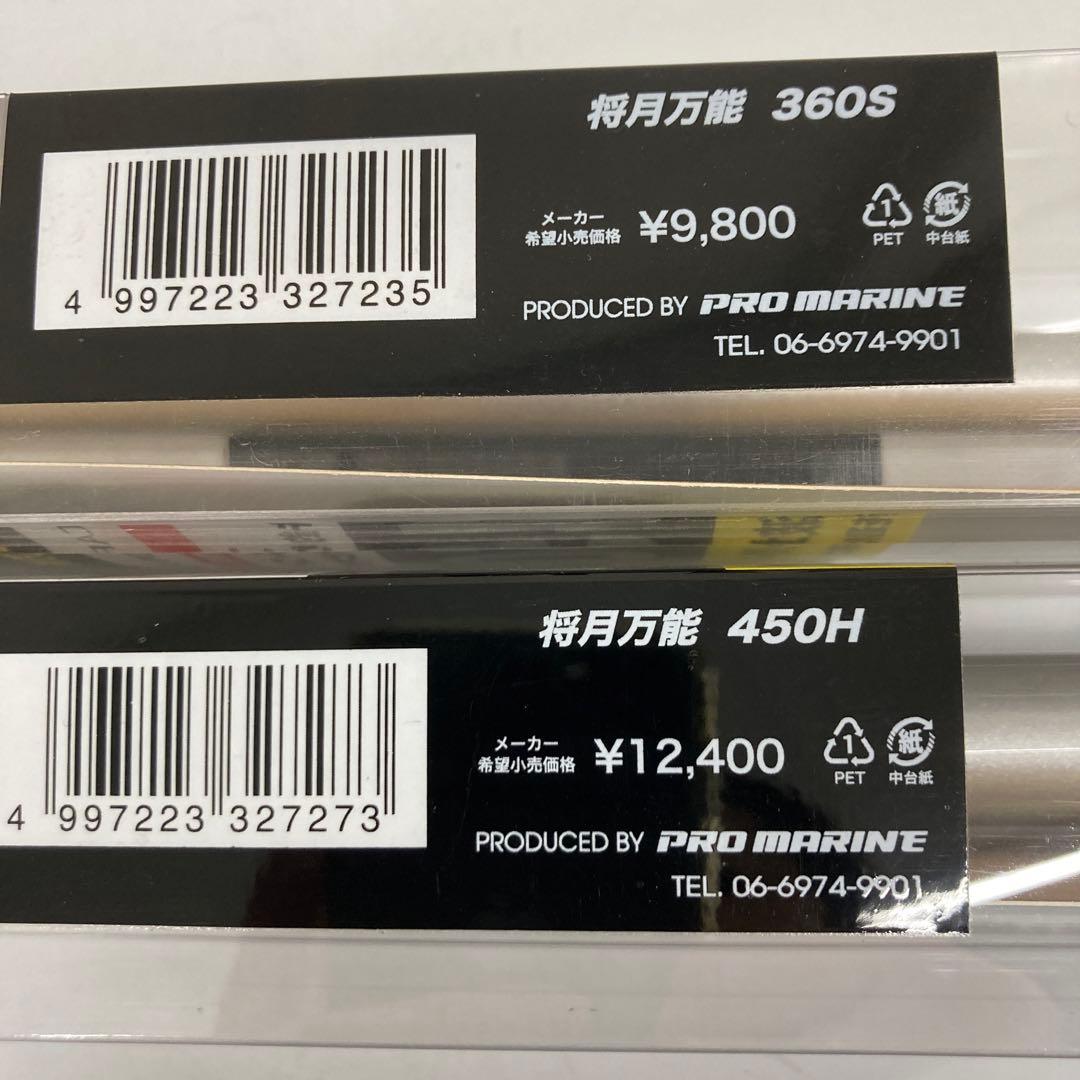 将月万能 360S
メーカー
希望小売価格 ¥9,800
1
PET
紙
中台紙
4 997223 327235
PRODUCED BY PRO MARINE
TEL. 06-6974-9901
将月万能 450H
メーカー
希望小売価格 ¥12,400
1
PET
紙
中台紙
4 997223 327273
PRODUCED BY PRO MARINE
TEL. 06-6974-9901